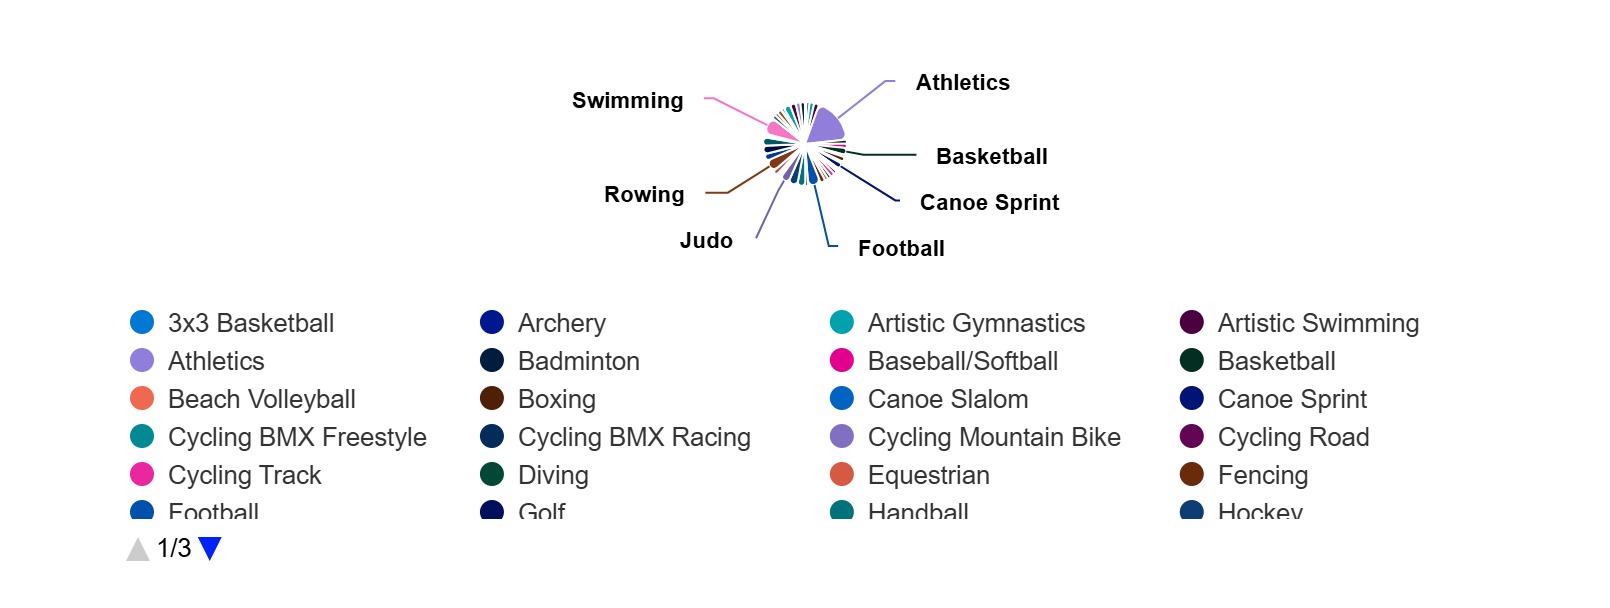 Athletics
Swimming
Basketball
Rowing
Canoe Sprint
Judo
Football
3x3 Basketball Archery Artistic Gymnastics Artistic Swimming
Athletics Badminton Baseball/Softball Basketball
Beach Volleyball Boxing Canoe Slalom Canoe Sprint
Cycling BMX Freestyle Cycling BMX Racing Cycling Mountain Bike Cycling Road
Cycling Track Diving Equestrian Fencing
Football Golf Handball Hockey
1/3